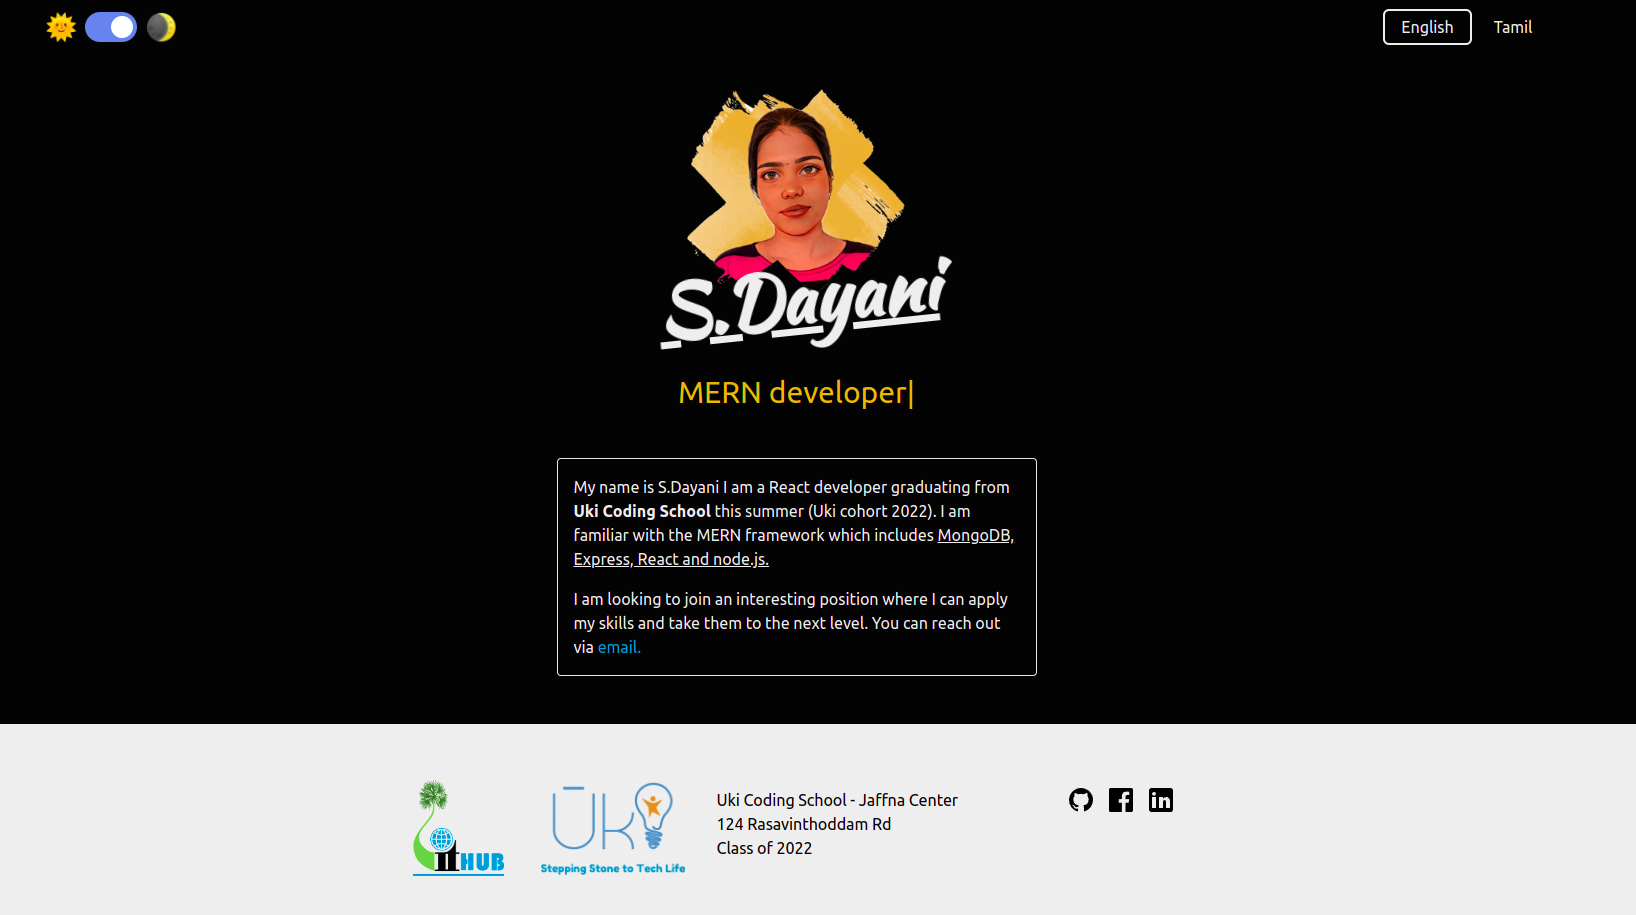 English
Tamil
S.Dayani
MERN developer|
My name is S.Dayani I am a React developer graduating from
Uki Coding School this summer (Uki cohort 2022). I am
familiar with the MERN framework which includes MongoDB,
Express, React and node.js.
I am looking to join an interesting position where I can apply
my skills and take them to the next level. You can reach out
via email.
itHUB
Uki
Stepping Stone to Tech Life
Uki Coding School - Jaffna Center
124 Rasavinthoddam Rd
Class of 2022
in